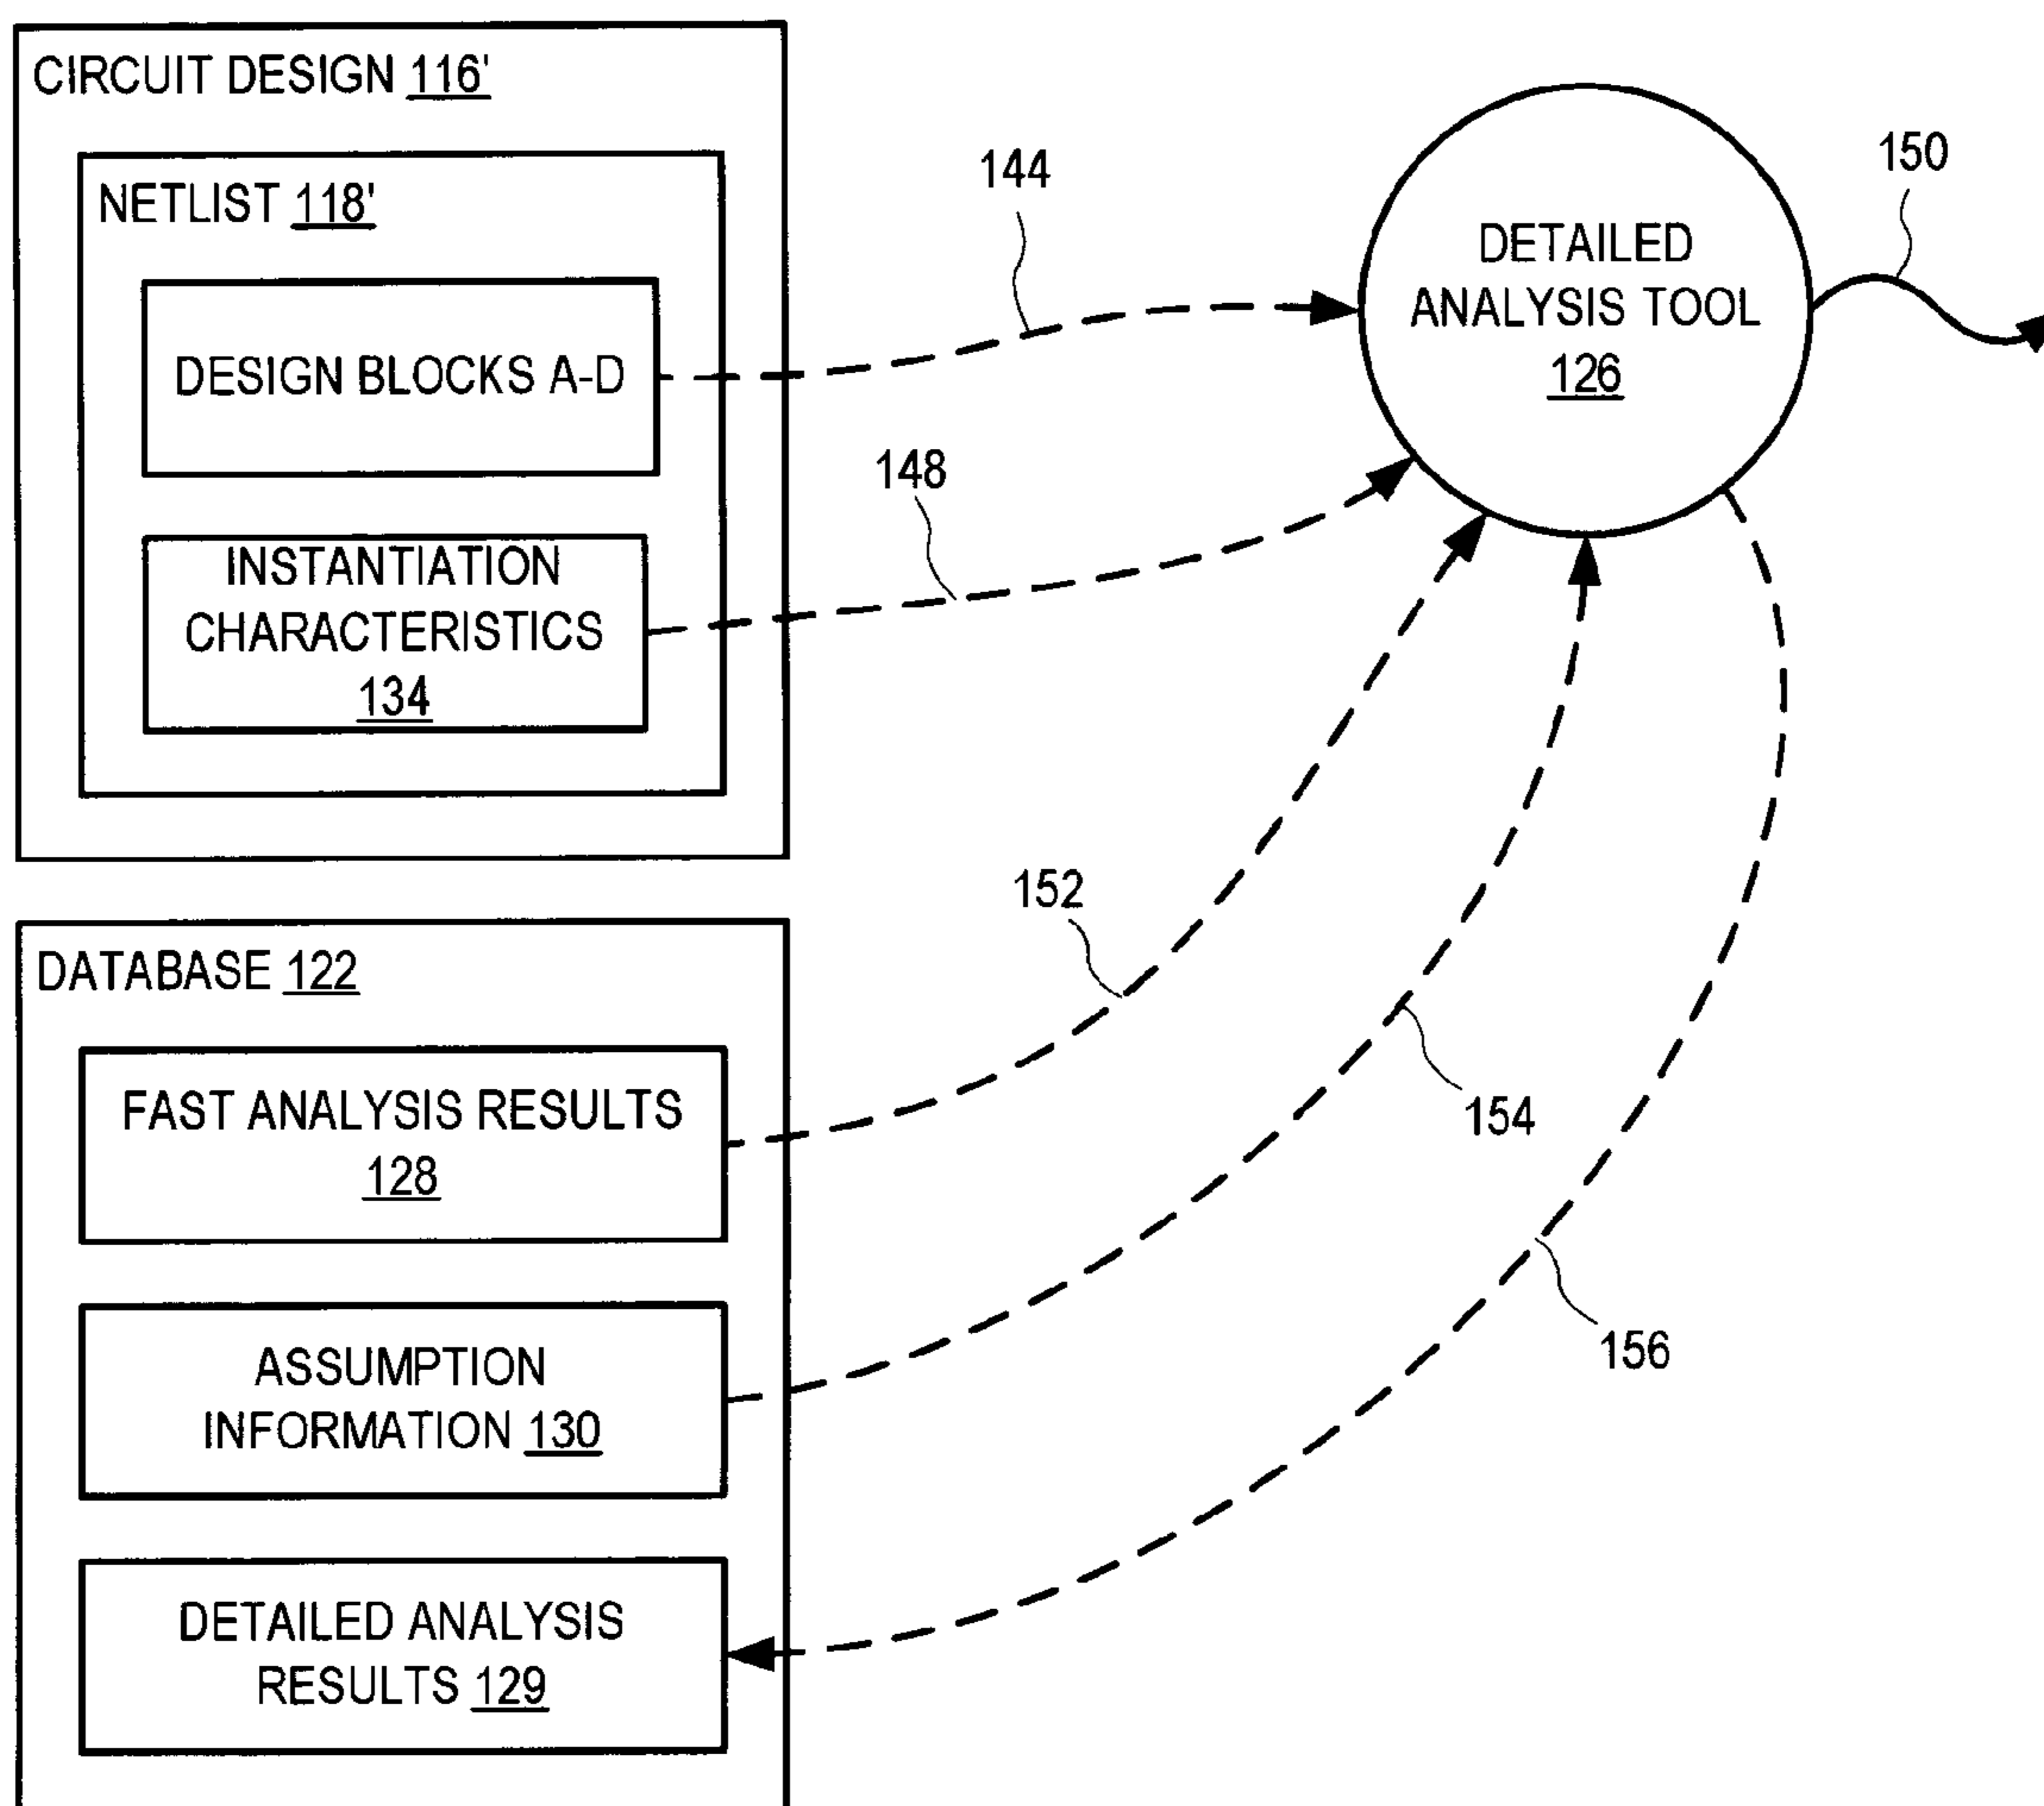 CIRCUIT DESIGN 116'
NETLIST 118'
DESIGN BLOCKS A-D
INSTANTIATION
CHARACTERISTICS
134
144
148
DETAILED
ANALYSIS TOOL
126
150
DATABASE 122
FAST ANALYSIS RESULTS
128
ASSUMPTION
INFORMATION 130
DETAILED ANALYSIS
RESULTS 129
152
154
156